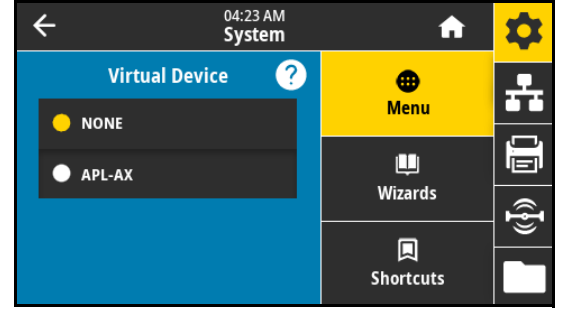 04:23 AM
System
Virtual Device
?
NONE
APL-AX
Menu
Wizards
Shortcuts